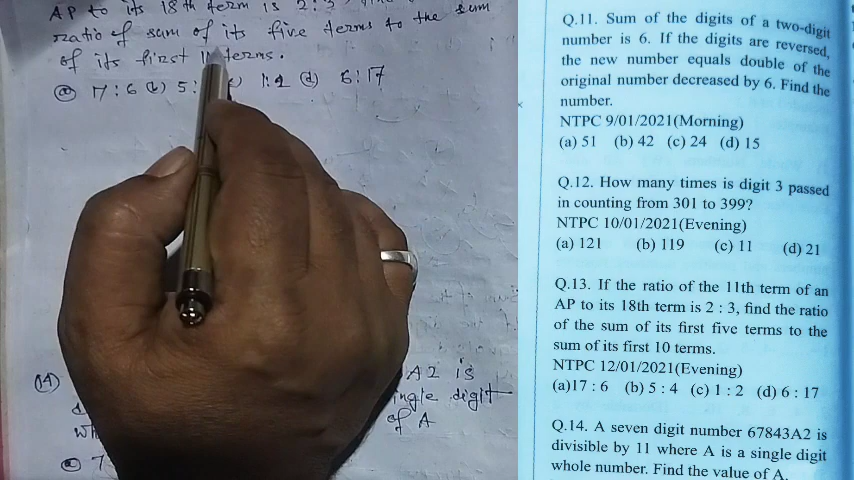 AP to its 18th term is 2:3,
ratio of sum of its five terms to the sum
of its first terms.
(a) 17:6 (b) 5: 1:2 (d) 6:17
(14) A2 is
single digit
of A
(a) 7
Q.11. Sum of the digits of a two-digit
number is 6. If the digits are reversed,
the new number equals double of the
original number decreased by 6. Find the
number.
NTPC 9/01/2021(Morning)
(a) 51 (b) 42 (c) 24 (d) 15
Q.12. How many times is digit 3 passed
in counting from 301 to 399?
NTPC 10/01/2021(Evening)
(a) 121 (b) 119 (c) 11 (d) 21
Q.13. If the ratio of the 11th term of an
AP to its 18th term is 2 : 3, find the ratio
of the sum of its first five terms to the
sum of its first 10 terms.
NTPC 12/01/2021(Evening)
(a)17 : 6 (b) 5 : 4 (c) 1 : 2 (d) 6 : 17
Q.14. A seven digit number 67843A2 is
divisible by 11 where A is a single digit
whole number. Find the value of A.